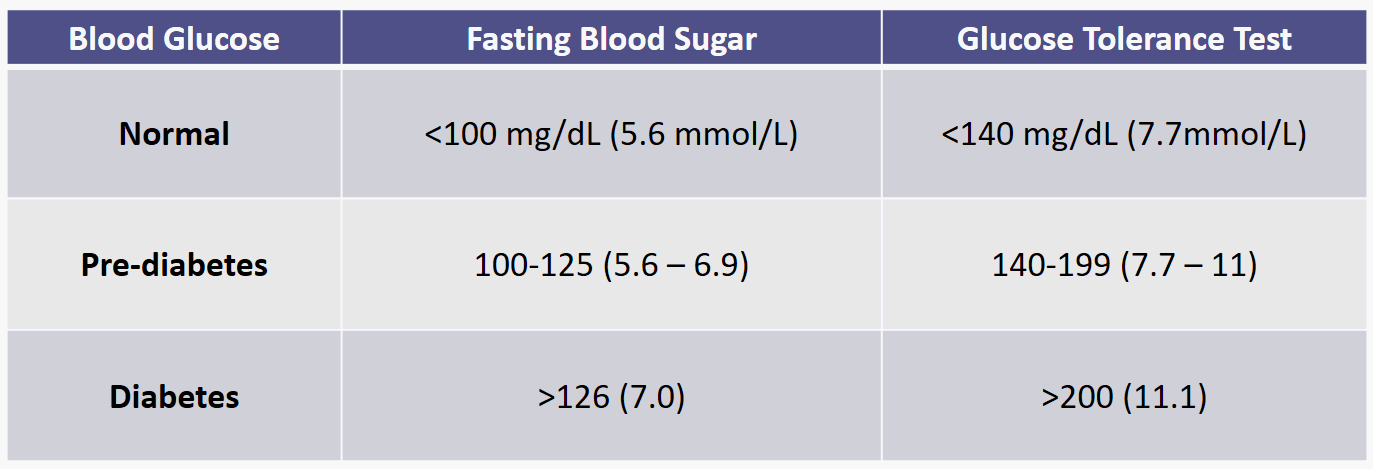 Blood Glucose Fasting Blood Sugar Glucose Tolerance Test
Normal <100 mg/dL (5.6 mmol/L) <140 mg/dL (7.7mmol/L)
Pre-diabetes 100-125 (5.6 – 6.9) 140-199 (7.7 – 11)
Diabetes >126 (7.0) >200 (11.1)